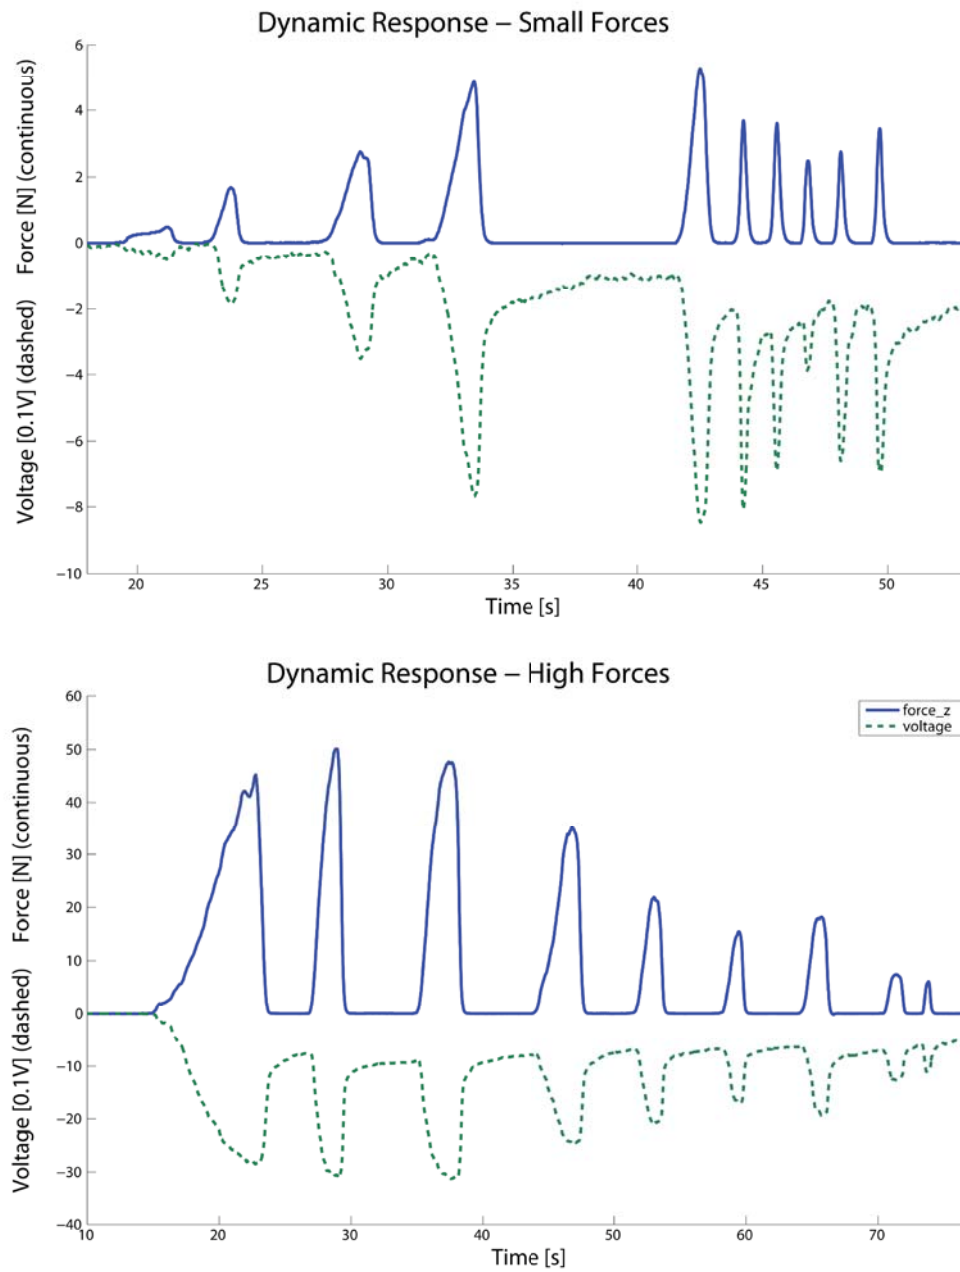 Dynamic Response – Small Forces
Voltage [0.1V] (dashed) Force [N] (continuous)
6
4
2
0
−2
−4
−6
−8
−10
20 25 30 35 40 45 50
Time [s]
Dynamic Response – High Forces
Voltage [0.1V] (dashed) Force [N] (continuous)
60
50
40
30
20
10
0
−10
−20
−30
−40
force_z
voltage
10 20 30 40 50 60 70
Time [s]